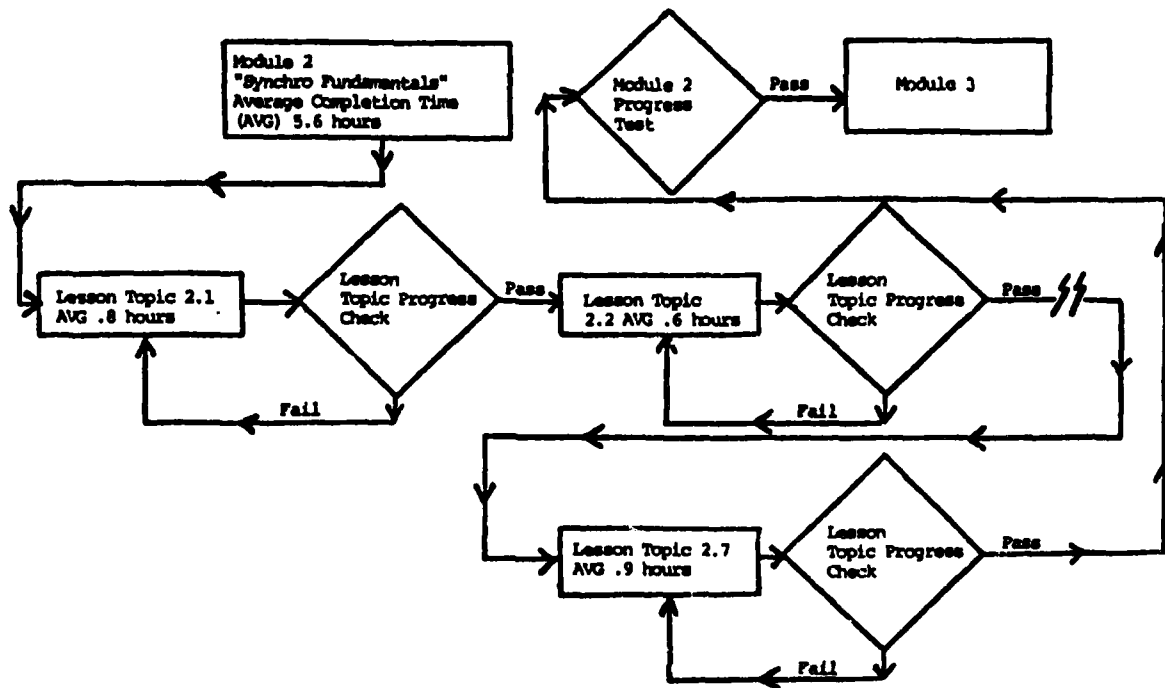 Module 2
"Synchro Fundamentals"
Average Completion Time
(AVG) 5.6 hours
Module 2
Progress
Test
Pass
Module 3
Lesson Topic 2.1
AVG .8 hours
Lesson
Topic Progress
Check
Pass
Fail
Lesson Topic
2.2 AVG .6 hours
Lesson
Topic Progress
Check
Pass
Fail
Lesson Topic 2.7
AVG .9 hours
Lesson
Topic Progress
Check
Pass
Fail